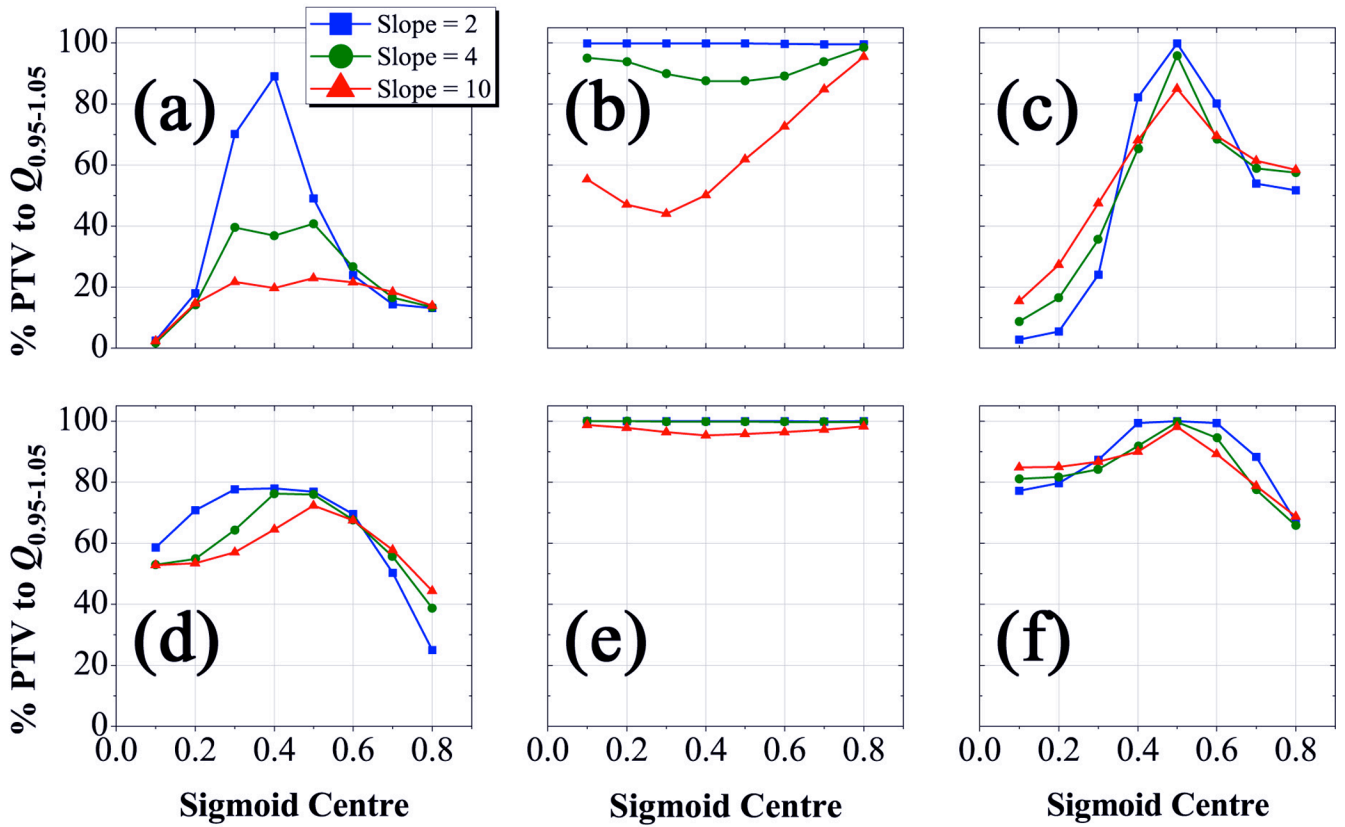 Slope = 2
Slope = 4
Slope = 10
% PTV to Q0.95-1.05
100
80
60
40
20
0
(a)
(b)
(c)
% PTV to Q0.95-1.05
100
80
60
40
20
0
(d)
(e)
(f)
0.0 0.2 0.4 0.6 0.8
0.0 0.2 0.4 0.6 0.8
0.0 0.2 0.4 0.6 0.8
Sigmoid Centre
Sigmoid Centre
Sigmoid Centre